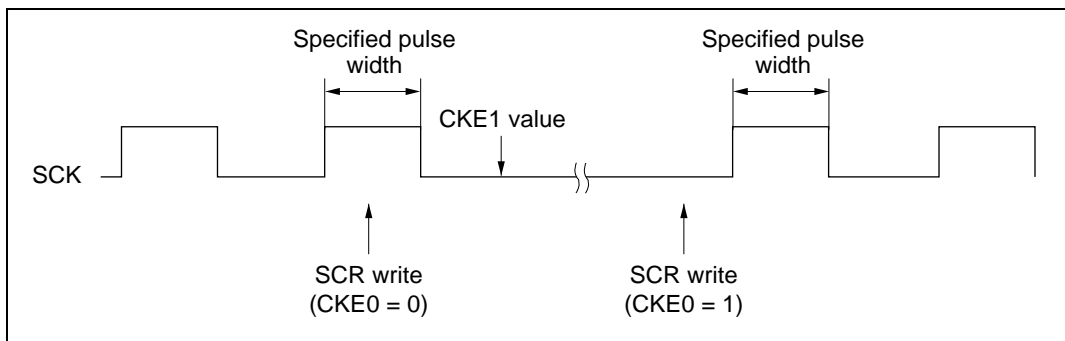 Specified pulse
width
Specified pulse
width
CKE1 value
SCK
SCR write
(CKE0 = 0)
SCR write
(CKE0 = 1)